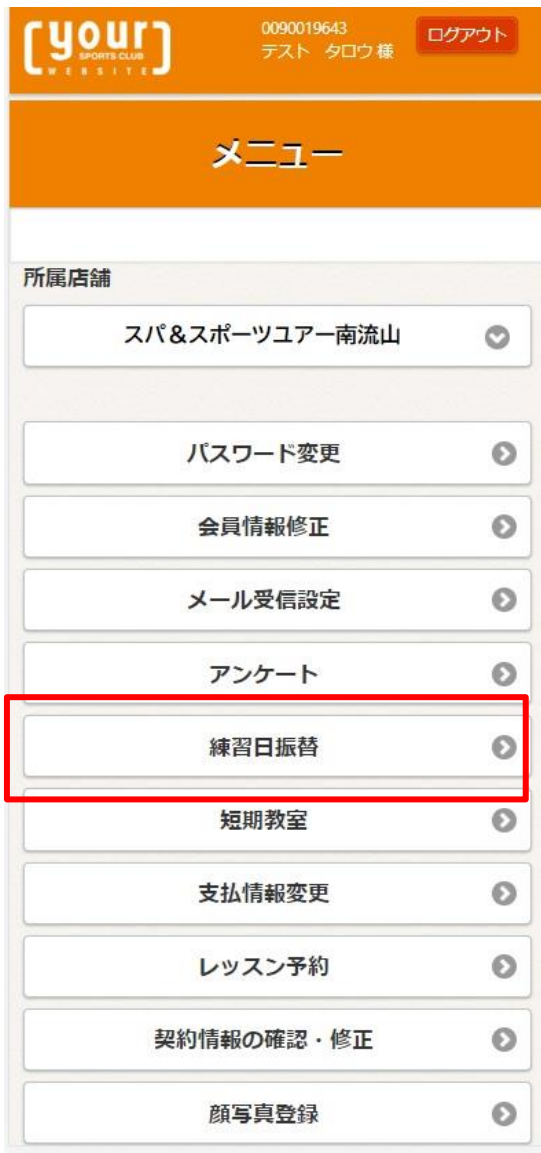 your
SPORTS CLUB
WEBSITE
0090019643
テスト　タロウ 様
ログアウト
メニュー
所属店舗
スパ＆スポーツユアー南流山
パスワード変更
会員情報修正
メール受信設定
アンケート
練習日振替
短期教室
支払情報変更
レッスン予約
契約情報の確認・修正
顔写真登録